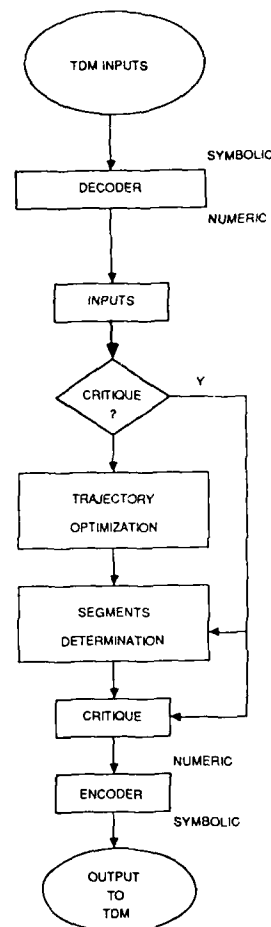 TDM INPUTS
SYMBOLIC
DECODER
NUMERIC
INPUTS
CRITIQUE
?
Y
TRAJECTORY
OPTIMIZATION
SEGMENTS
DETERMINATION
CRITIQUE
NUMERIC
ENCODER
SYMBOLIC
OUTPUT
TO
TDM